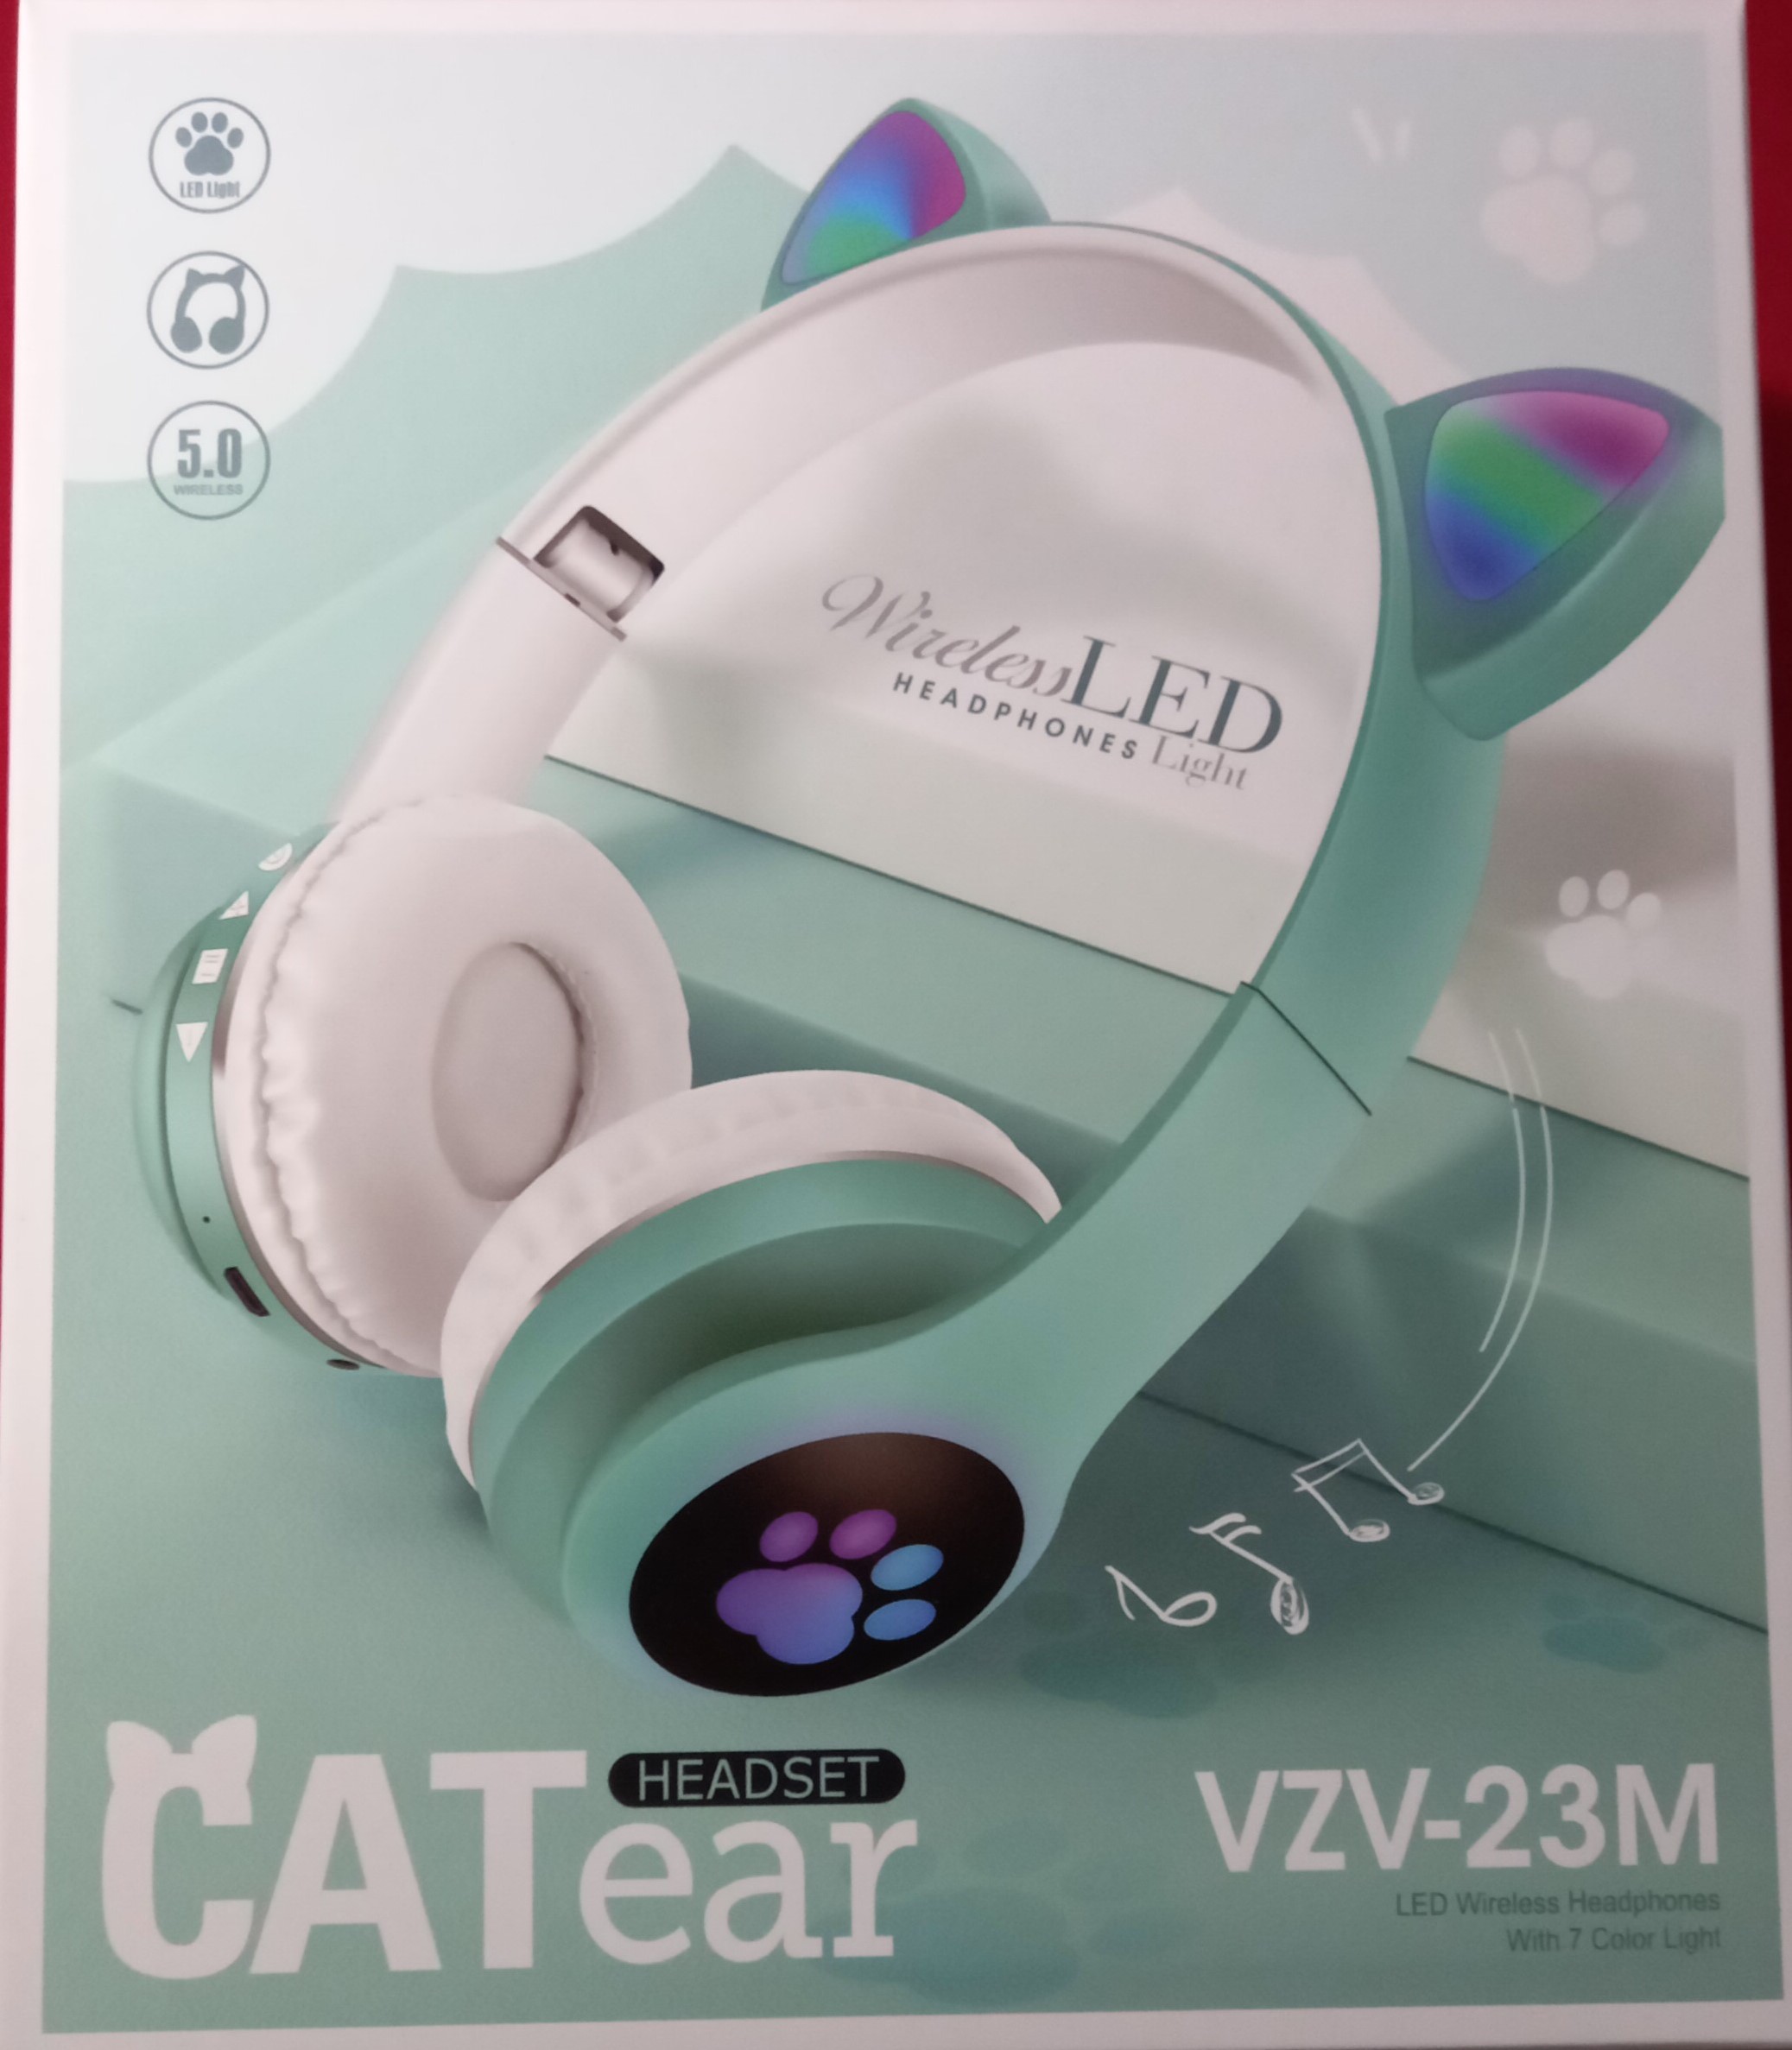 LED Light
5.0
WIRELESS
Wireless LED
HEADPHONES Light
CATear
HEADSET
VZV-23M
LED Wireless Headphones
With 7 Color Light